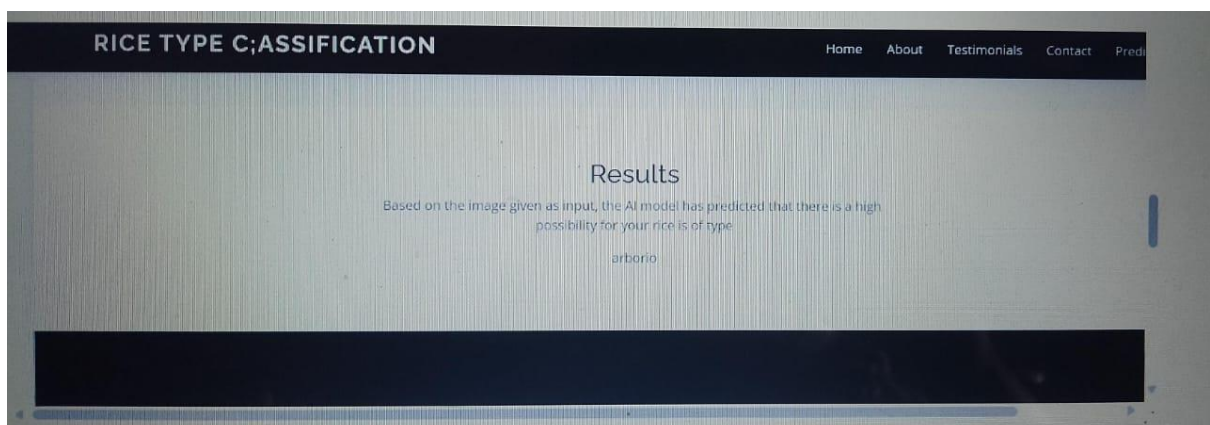 RICE TYPE C;ASSIFICATION
Home About Testimonials Contact Predi
Results
Based on the image given as input, the AI model has predicted that there is a high
possibility for your rice is of type
arborio